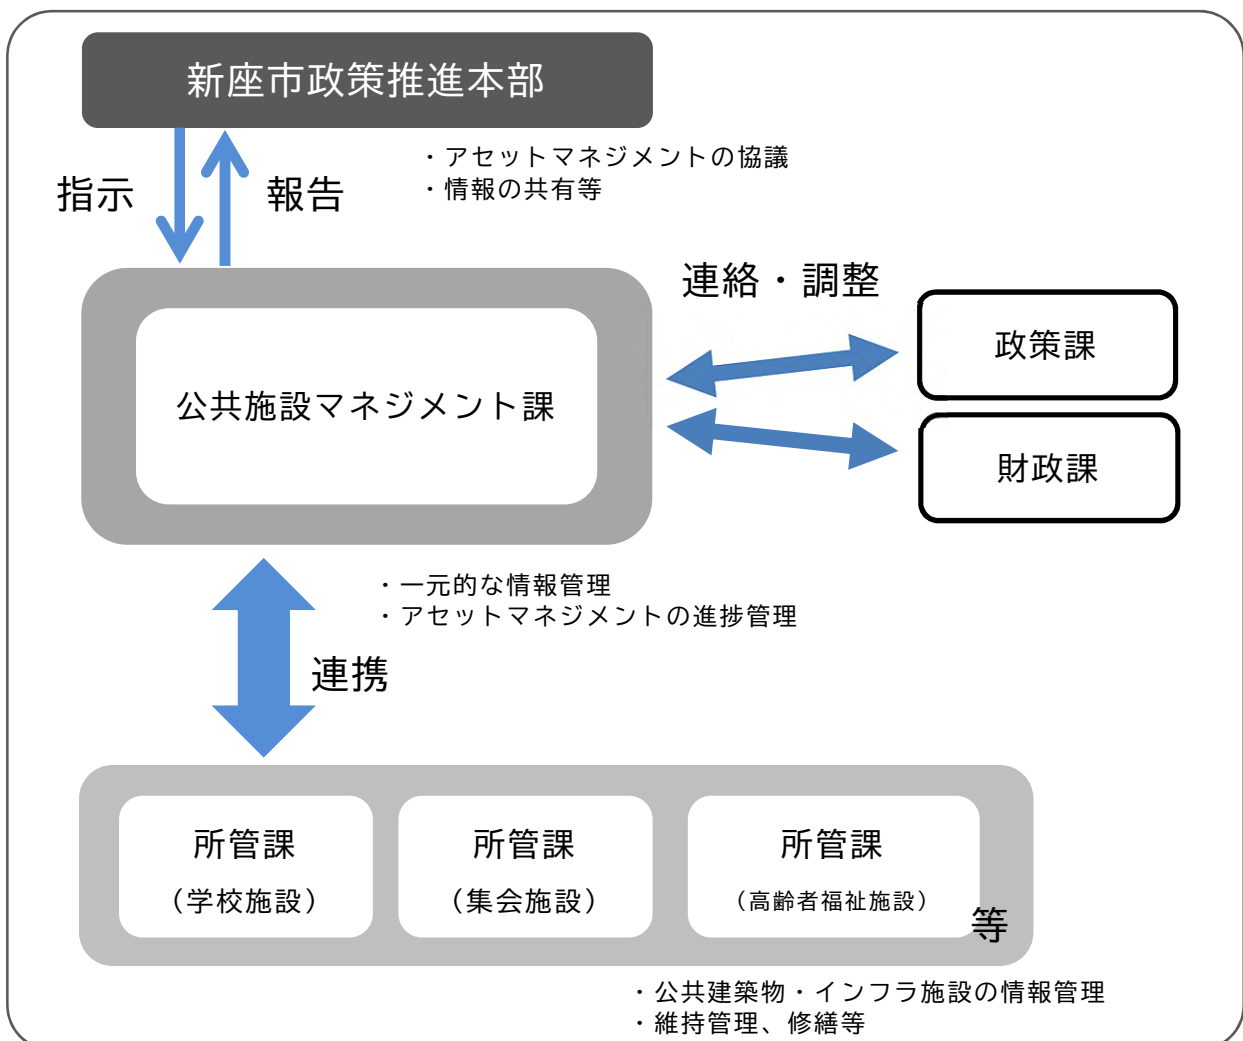 新座市政策推進本部
・アセットマネジメントの協議
・情報の共有等
指示
報告
連絡・調整
公共施設マネジメント課
政策課
財政課
・一元的な情報管理
・アセットマネジメントの進捗管理
連携
所管課
（学校施設）
所管課
（集会施設）
所管課
（高齢者福祉施設）
等
・公共建築物・インフラ施設の情報管理
・維持管理、修繕等